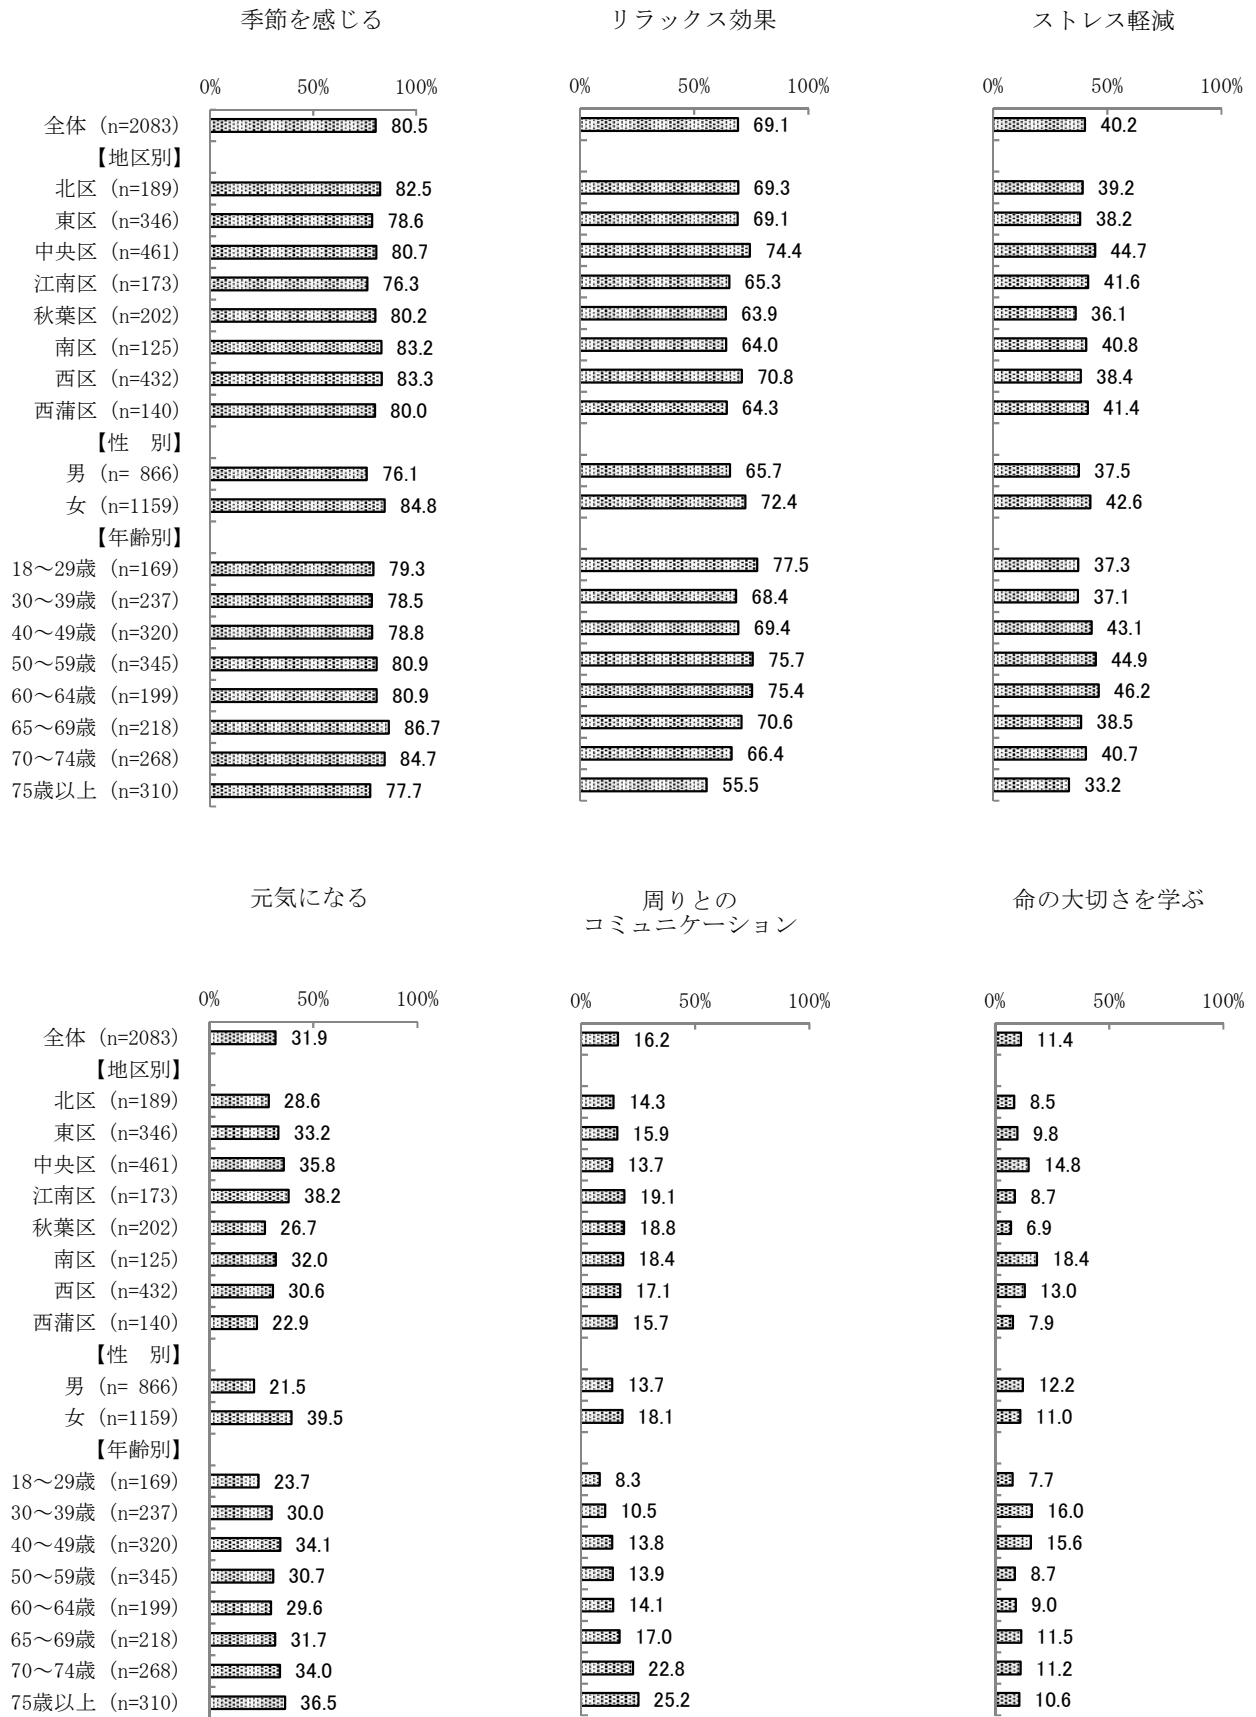 季節を感じる リラックス効果 ストレス軽減
0% 50% 100% 0% 50% 100% 0% 50% 100%
全体 (n=2083) 80.5 69.1 40.2
【地区別】
北区 (n=189) 82.5 69.3 39.2
東区 (n=346) 78.6 69.1 38.2
中央区 (n=461) 80.7 74.4 44.7
江南区 (n=173) 76.3 65.3 41.6
秋葉区 (n=202) 80.2 63.9 36.1
南区 (n=125) 83.2 64.0 40.8
西区 (n=432) 83.3 70.8 38.4
西蒲区 (n=140) 80.0 64.3 41.4
【性　別】
男 (n= 866) 76.1 65.7 37.5
女 (n=1159) 84.8 72.4 42.6
【年齢別】
18～29歳 (n=169) 79.3 77.5 37.3
30～39歳 (n=237) 78.5 68.4 37.1
40～49歳 (n=320) 78.8 69.4 43.1
50～59歳 (n=345) 80.9 75.7 44.9
60～64歳 (n=199) 80.9 75.4 46.2
65～69歳 (n=218) 86.7 70.6 38.5
70～74歳 (n=268) 84.7 66.4 40.7
75歳以上 (n=310) 77.7 55.5 33.2
元気になる 周りとの 命の大切さを学ぶ
コミュニケーション
0% 50% 100% 0% 50% 100% 0% 50% 100%
全体 (n=2083) 31.9 16.2 11.4
【地区別】
北区 (n=189) 28.6 14.3 8.5
東区 (n=346) 33.2 15.9 9.8
中央区 (n=461) 35.8 13.7 14.8
江南区 (n=173) 38.2 19.1 8.7
秋葉区 (n=202) 26.7 18.8 6.9
南区 (n=125) 32.0 18.4 18.4
西区 (n=432) 30.6 17.1 13.0
西蒲区 (n=140) 22.9 15.7 7.9
【性　別】
男 (n= 866) 21.5 13.7 12.2
女 (n=1159) 39.5 18.1 11.0
【年齢別】
18～29歳 (n=169) 23.7 8.3 7.7
30～39歳 (n=237) 30.0 10.5 16.0
40～49歳 (n=320) 34.1 13.8 15.6
50～59歳 (n=345) 30.7 13.9 8.7
60～64歳 (n=199) 29.6 14.1 9.0
65～69歳 (n=218) 31.7 17.0 11.5
70～74歳 (n=268) 34.0 22.8 11.2
75歳以上 (n=310) 36.5 25.2 10.6